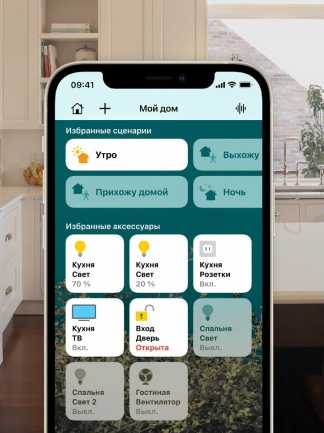 09:41
Мой дом
Избранные сценарии
Утро
Выхожу
Прихожу домой
Ночь
Избранные аксессуары
Кухня
Свет
70 %
Кухня
Свет
20 %
Кухня
Розетки
Вкл.
Кухня
ТВ
Вкл.
Вход
Дверь
Открыта
Спальня
Свет
Выкл.
Спальня
Свет 2
Выкл.
Гостиная
Вентилятор
Выкл.